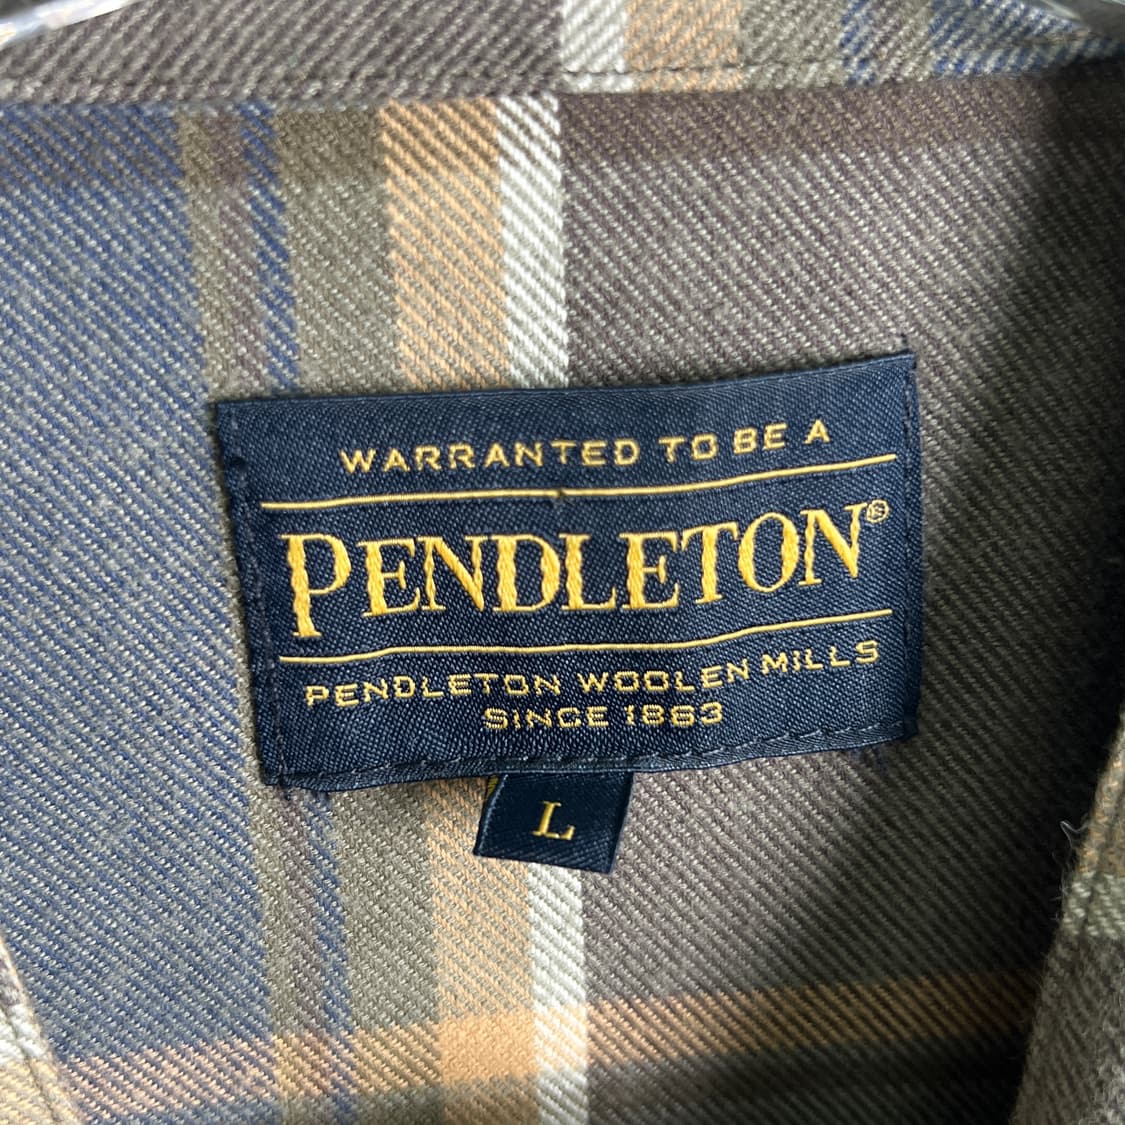 WARRANTED TO BE A
PENDLETON®
PENDLETON WOOLEN MILLS
SINCE 1863
L